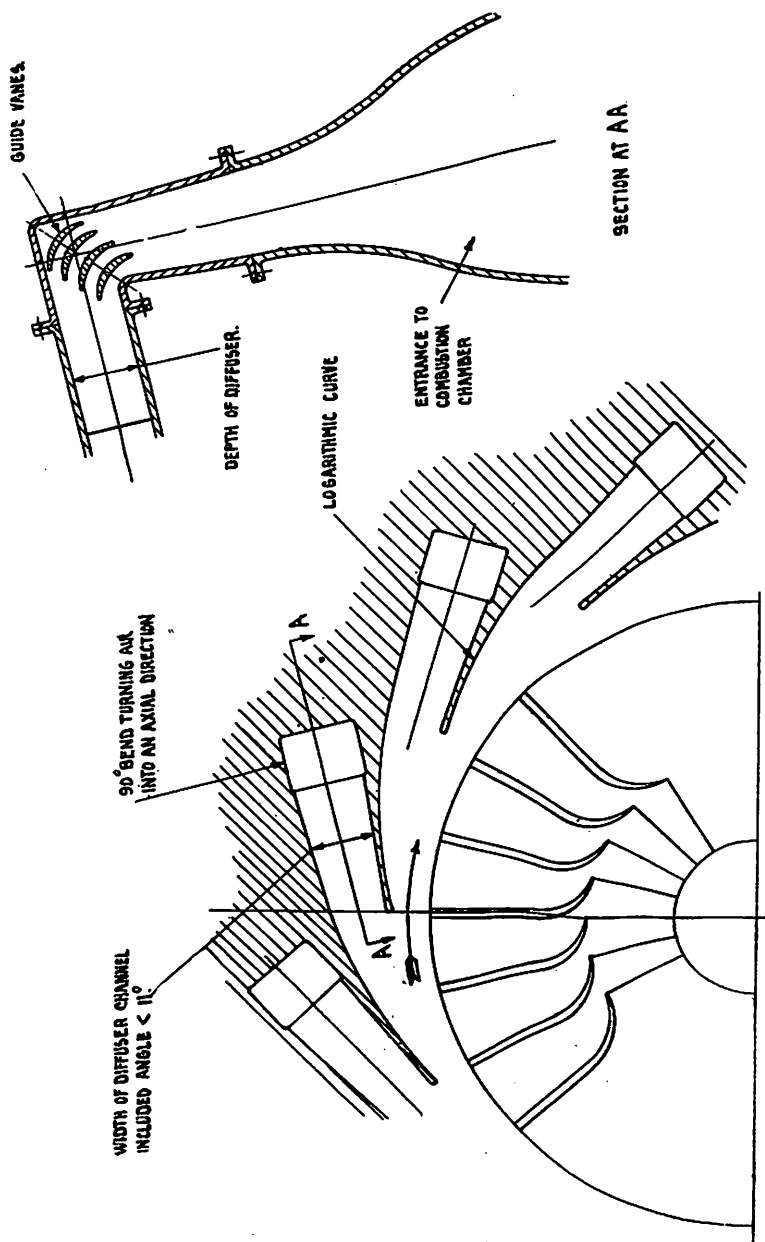 GUIDE VANES.
DEPTH OF DIFFUSER.
ENTRANCE TO
COMBUSTION
CHAMBER
SECTION AT AA
90° BEND TURNING AIR
INTO AN AXIAL DIRECTION
LOGARITHMIC CURVE
A
A
WIDTH OF DIFFUSER CHANNEL
INCLUDED ANGLE < 11°.